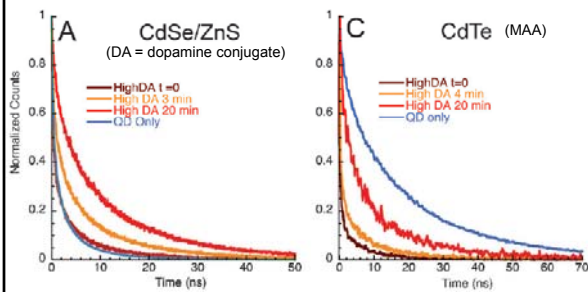 A
CdSe/ZnS
(DA = dopamine conjugate)
HighDA t =0
High DA 3 min
High DA 20 min
QD Only
Normalized Counts
1
0.8
0.6
0.4
0.2
0
0 10 20 30 40 50
Time (ns)
C
CdTe (MAA)
HighDA t=0
High DA 4 min
High DA 20 min
QD only
1
0.8
0.6
0.4
0.2
0
0 10 20 30 40 50 60 70
Time (ns)